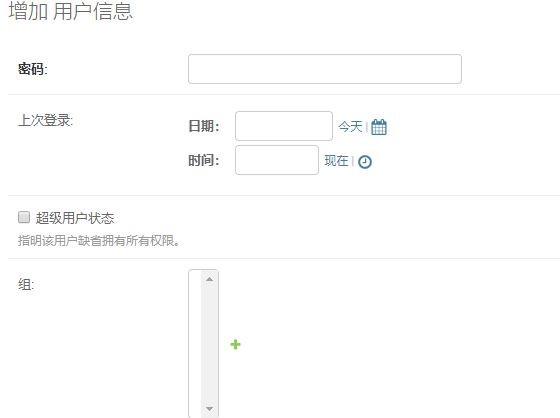 增加 用户信息
密码:
上次登录:
日期: 今天 |
时间: 现在 |
超级用户状态
指明该用户缺省拥有所有权限。
组: